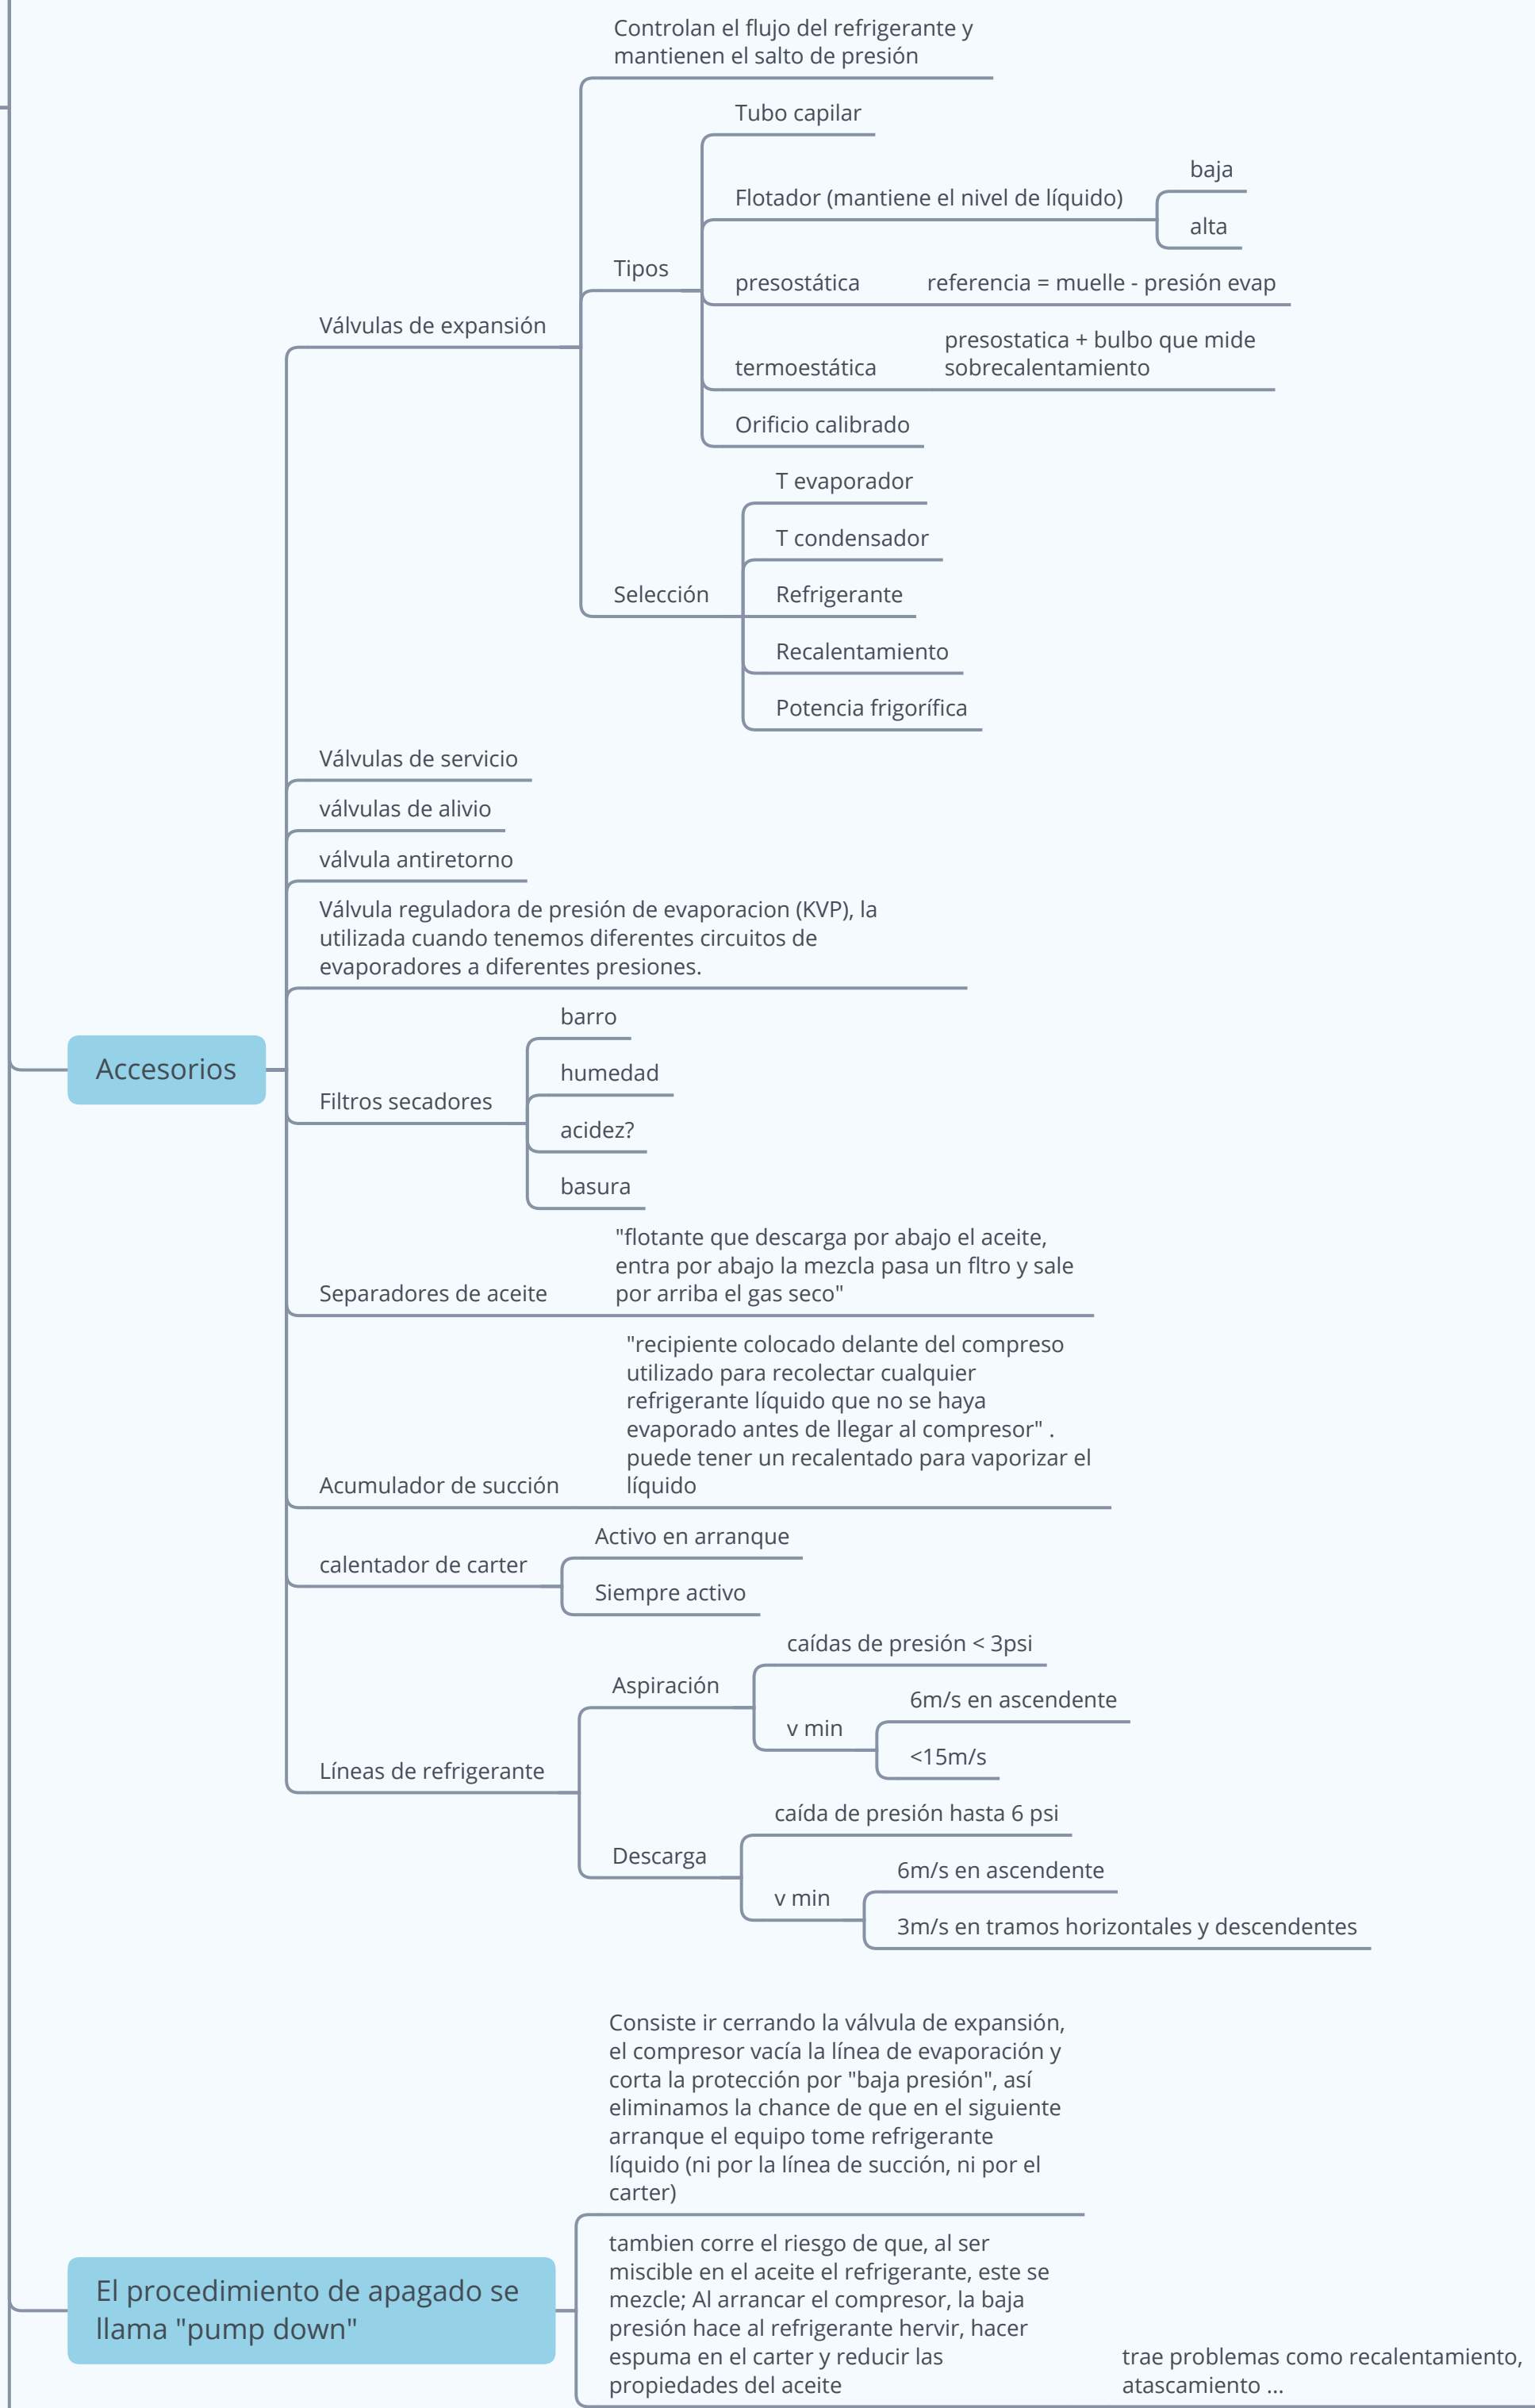 Controlan el flujo del refrigerante y
mantienen el salto de presión
Tubo capilar
baja
Flotador (mantiene el nivel de líquido)
alta
Tipos
presostática
referencia = muelle - presión evap
Válvulas de expansión
presostatica + bulbo que mide
sobrecalentamiento
termoestática
Orificio calibrado
T evaporador
T condensador
Selección
Refrigerante
Recalentamiento
Potencia frigorífica
Válvulas de servicio
válvulas de alivio
válvula antiretorno
Válvula reguladora de presión de evaporacion (KVP), la
utilizada cuando tenemos diferentes circuitos de
evaporadores a diferentes presiones.
Accesorios
barro
humedad
Filtros secadores
acidez?
basura
"flotante que descarga por abajo el aceite,
entra por abajo la mezcla pasa un fltro y sale
por arriba el gas seco"
Separadores de aceite
"recipiente colocado delante del compreso
utilizado para recolectar cualquier
refrigerante líquido que no se haya
evaporado antes de llegar al compresor" .
puede tener un recalentado para vaporizar el
líquido
Acumulador de succión
Activo en arranque
calentador de carter
Siempre activo
caídas de presión < 3psi
Aspiración
6m/s en ascendente
v min
<15m/s
Líneas de refrigerante
caída de presión hasta 6 psi
Descarga
6m/s en ascendente
v min
3m/s en tramos horizontales y descendentes
Consiste ir cerrando la válvula de expansión,
el compresor vacía la línea de evaporación y
corta la protección por "baja presión", así
eliminamos la chance de que en el siguiente
arranque el equipo tome refrigerante
líquido (ni por la línea de succión, ni por el
carter)
El procedimiento de apagado se
llama "pump down"
tambien corre el riesgo de que, al ser
miscible en el aceite el refrigerante, este se
mezcle; Al arrancar el compresor, la baja
presión hace al refrigerante hervir, hacer
espuma en el carter y reducir las
propiedades del aceite
trae problemas como recalentamiento,
atascamiento ...